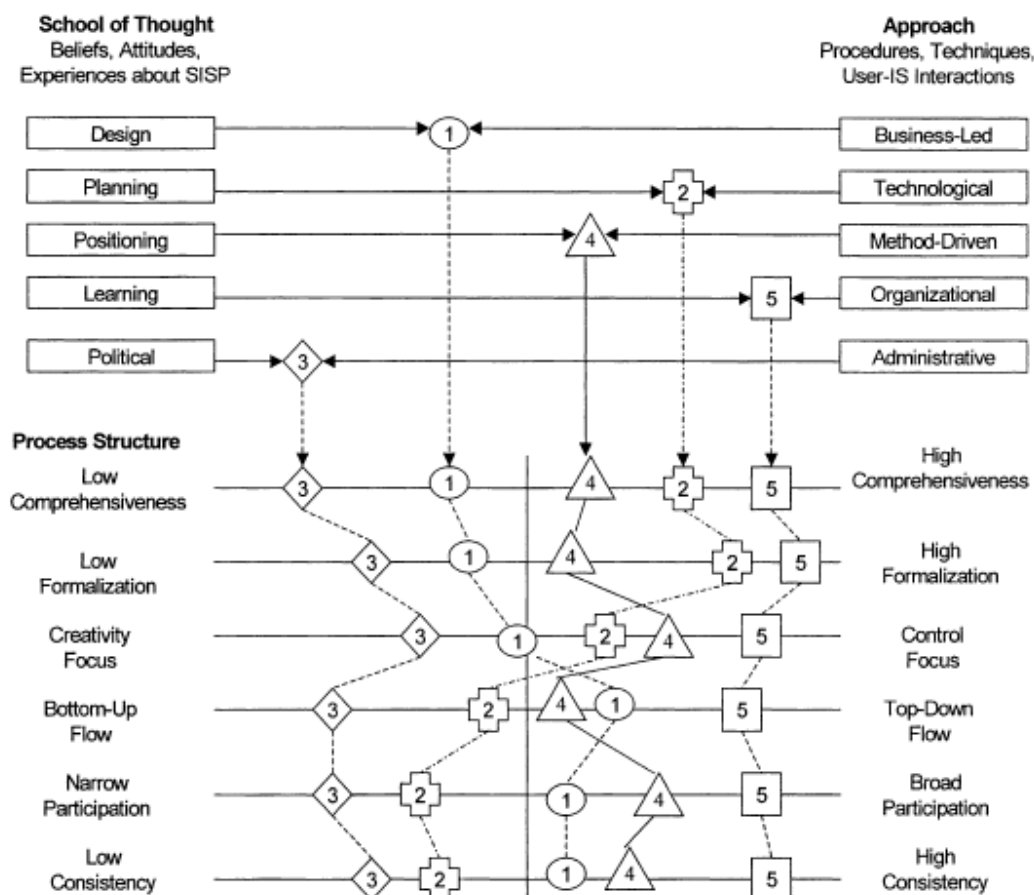 School of Thought
Beliefs, Attitudes,
Experiences about SISP
Approach
Procedures, Techniques,
User-IS Interactions
Design
1
Business-Led
Planning
2
Technological
Positioning
4
Method-Driven
Learning
5
Organizational
Political
3
Administrative
Process Structure
Low
Comprehensiveness
3
1
4
2
5
High
Comprehensiveness
Low
Formalization
3
1
4
2
5
High
Formalization
Creativity
Focus
3
1
2
4
5
Control
Focus
Bottom-Up
Flow
3
2
4
1
5
Top-Down
Flow
Narrow
Participation
3
2
1
4
5
Broad
Participation
Low
Consistency
3
2
1
4
5
High
Consistency